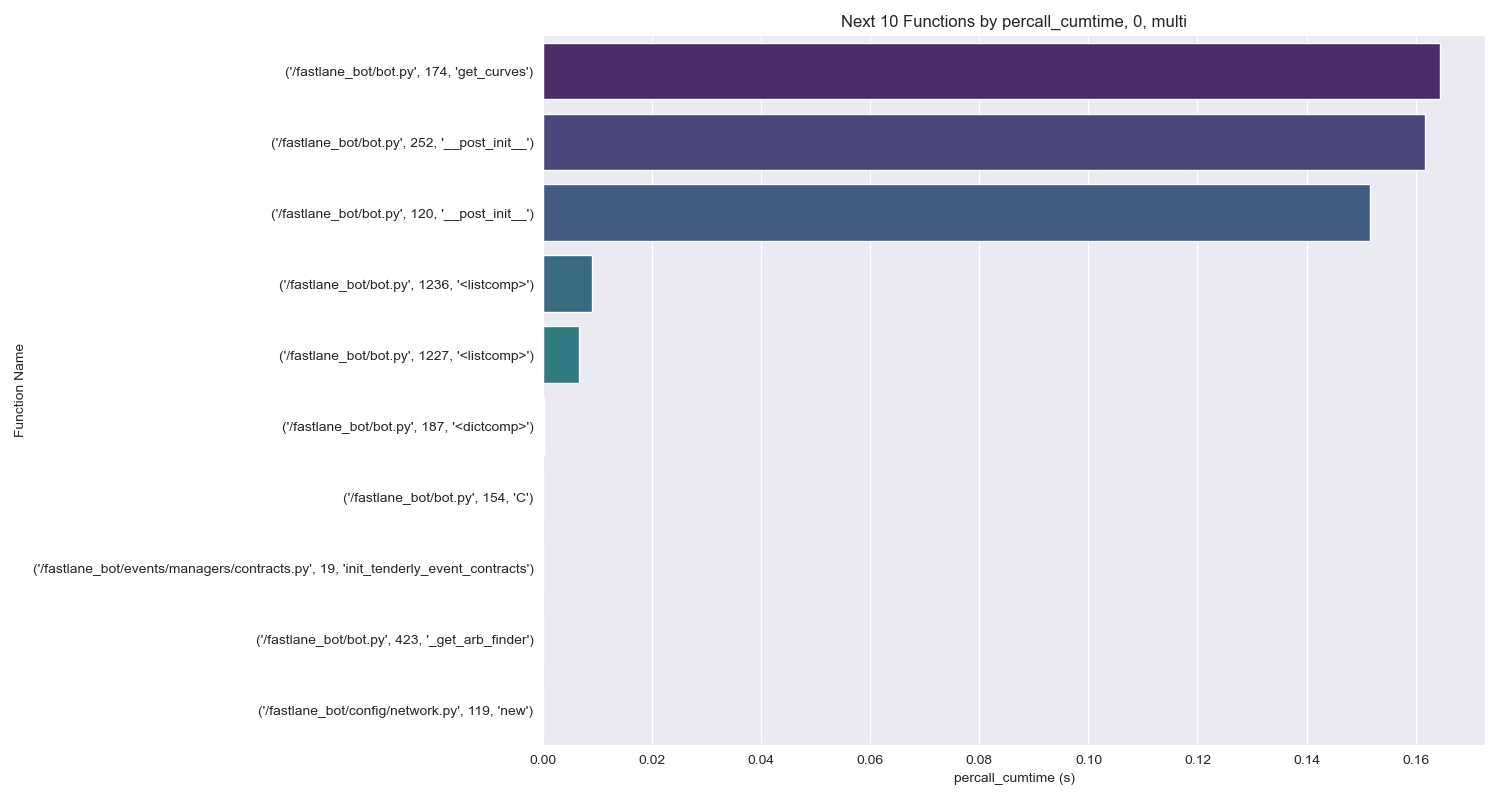 Next 10 Functions by percall_cumtime, 0, multi
Function Name
('/fastlane_bot/bot.py', 174, 'get_curves')
('/fastlane_bot/bot.py', 252, '__post_init__')
('/fastlane_bot/bot.py', 120, '__post_init__')
('/fastlane_bot/bot.py', 1236, '<listcomp>')
('/fastlane_bot/bot.py', 1227, '<listcomp>')
('/fastlane_bot/bot.py', 187, '<dictcomp>')
('/fastlane_bot/bot.py', 154, 'C')
('/fastlane_bot/events/managers/contracts.py', 19, 'init_tenderly_event_contracts')
('/fastlane_bot/bot.py', 423, '_get_arb_finder')
('/fastlane_bot/config/network.py', 119, 'new')
0.00 0.02 0.04 0.06 0.08 0.10 0.12 0.14 0.16
percall_cumtime (s)